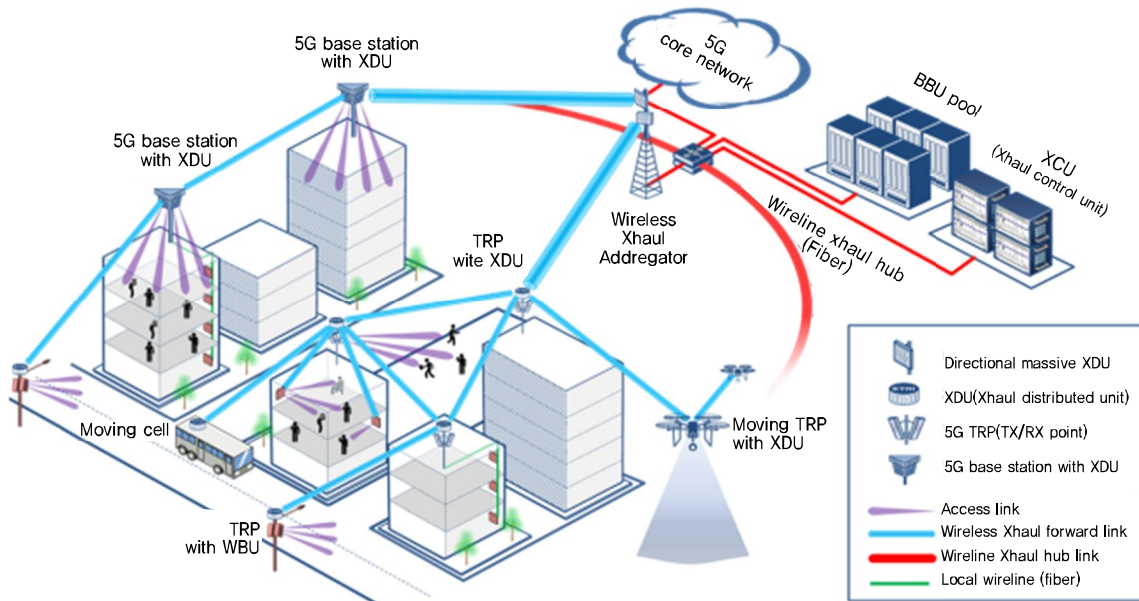 5G
core network
5G base station
with XDU
BBU pool
XCU
(Xhaul control unit)
5G base station
with XDU
Wireless
Xhaul
Addregator
Wireline xhaul hub
(Fiber)
TRP
wite XDU
Moving cell
Moving TRP
with XDU
TRP
with WBU
Directional massive XDU
XDU(Xhaul distributed unit)
5G TRP(TX/RX point)
5G base station with XDU
Access link
Wireless Xhaul forward link
Wireline Xhaul hub link
Local wireline (fiber)